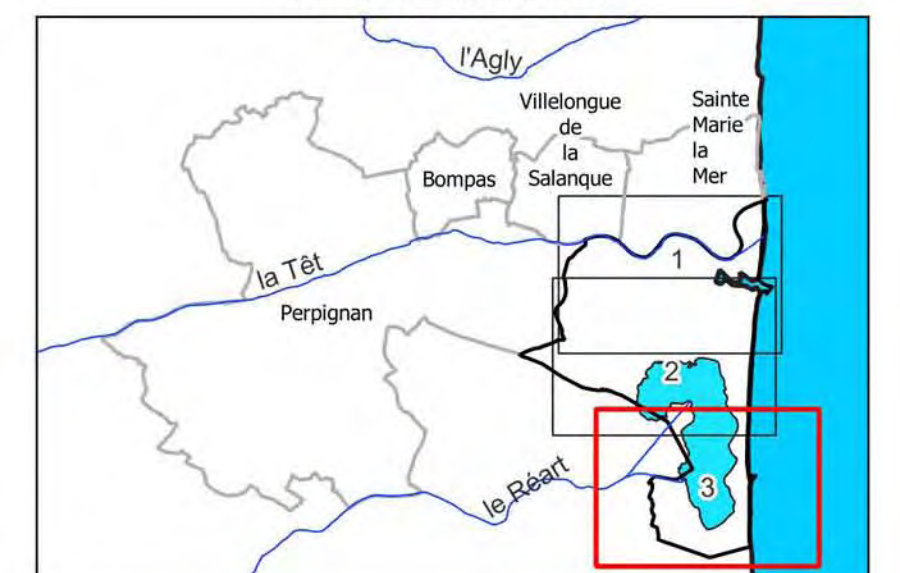 l'Agly
Villelongue
de
la
Salanque
Sainte
Marie
la
Mer
Bompas
1
la Têt
Perpignan
2
le Réart
3